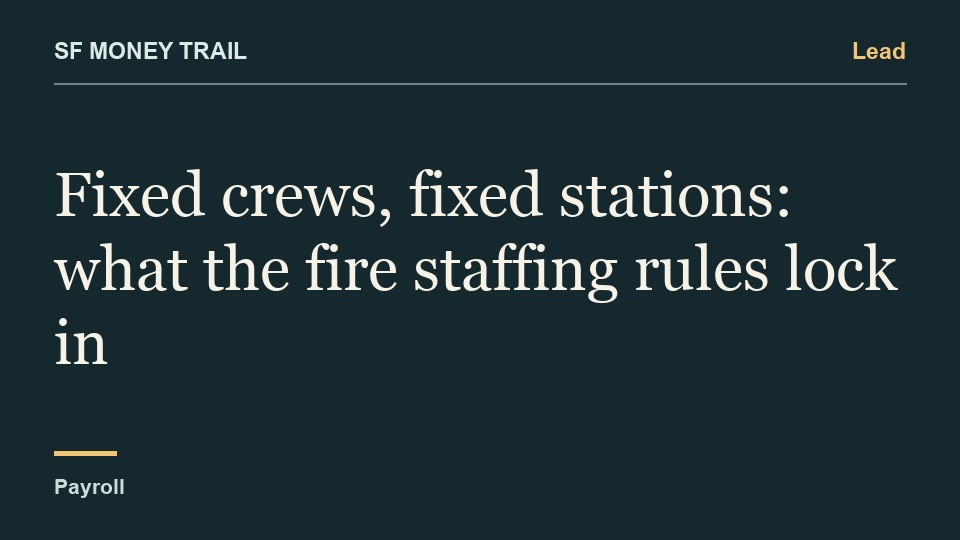 SF MONEY TRAIL
Lead
Fixed crews, fixed stations:
what the fire staffing rules lock
in
Payroll